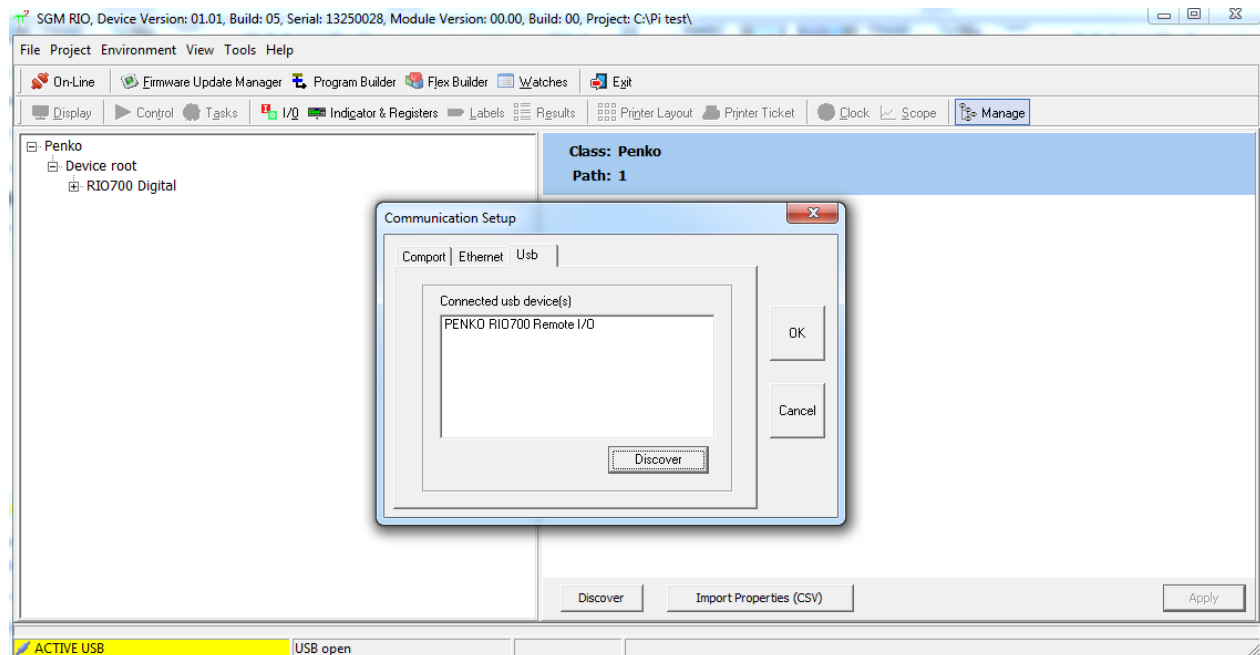 π² SGM RIO, Device Version: 01.01, Build: 05, Serial: 13250028, Module Version: 00.00, Build: 00, Project: C:\Pi test\
File Project Environment View Tools Help
On-Line Firmware Update Manager Program Builder Flex Builder Watches Exit
Display Control Tasks I/O Indicator & Registers Labels Results Printer Layout Printer Ticket Clock Scope Manage
Penko
Device root
RIO700 Digital
Class: Penko
Path: 1
Communication Setup
Comport Ethernet Usb
Connected usb device(s)
PENKO RIO700 Remote I/O
OK
Cancel
Discover
Discover Import Properties (CSV) Apply
ACTIVE USB USB open